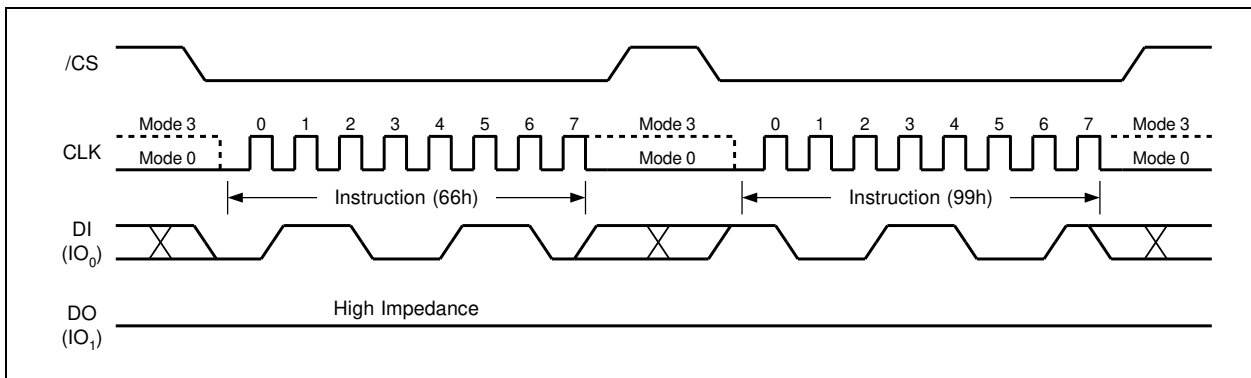 /CS
Mode 3 0 1 2 3 4 5 6 7 Mode 3 0 1 2 3 4 5 6 7 Mode 3
CLK
Mode 0 Mode 0 Mode 0
Instruction (66h) Instruction (99h)
DI
(IO0)
High Impedance
DO
(IO1)